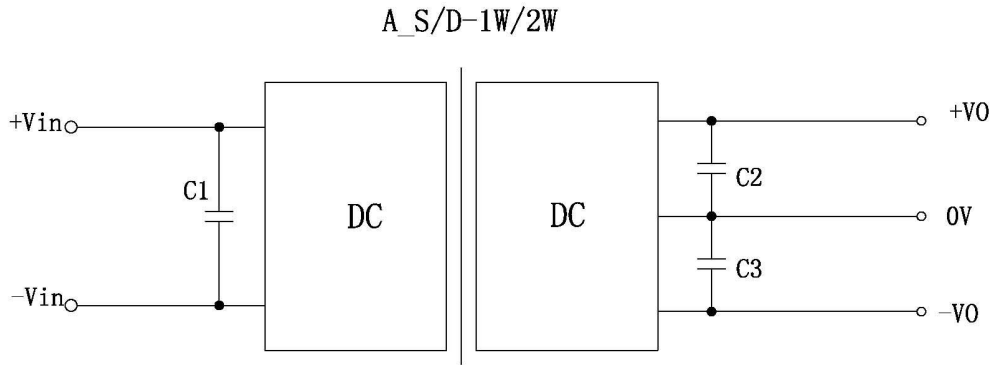 A_S/D-1W/2W
+Vin
C1
-Vin
DC
DC
C2
C3
+VO
0V
-VO